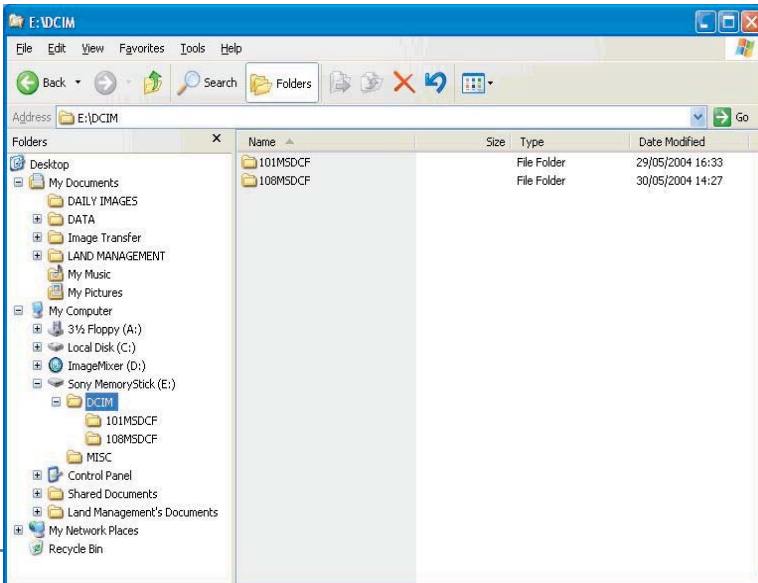 E:\DCIM
File Edit View Favorites Tools Help
Back Search Folders
Address E:\DCIM Go
Folders x
Name Size Type Date Modified
Desktop
My Documents
DAILY IMAGES
DATA
Image Transfer
LAND MANAGEMENT
My Music
My Pictures
My Computer
3½ Floppy (A:)
Local Disk (C:)
ImageMixer (D:)
Sony MemoryStick (E:)
DCIM
101MSDCF
108MSDCF
MISC
Control Panel
Shared Documents
Land Management's Documents
My Network Places
Recycle Bin
101MSDCF File Folder 29/05/2004 16:33
108MSDCF File Folder 30/05/2004 14:27